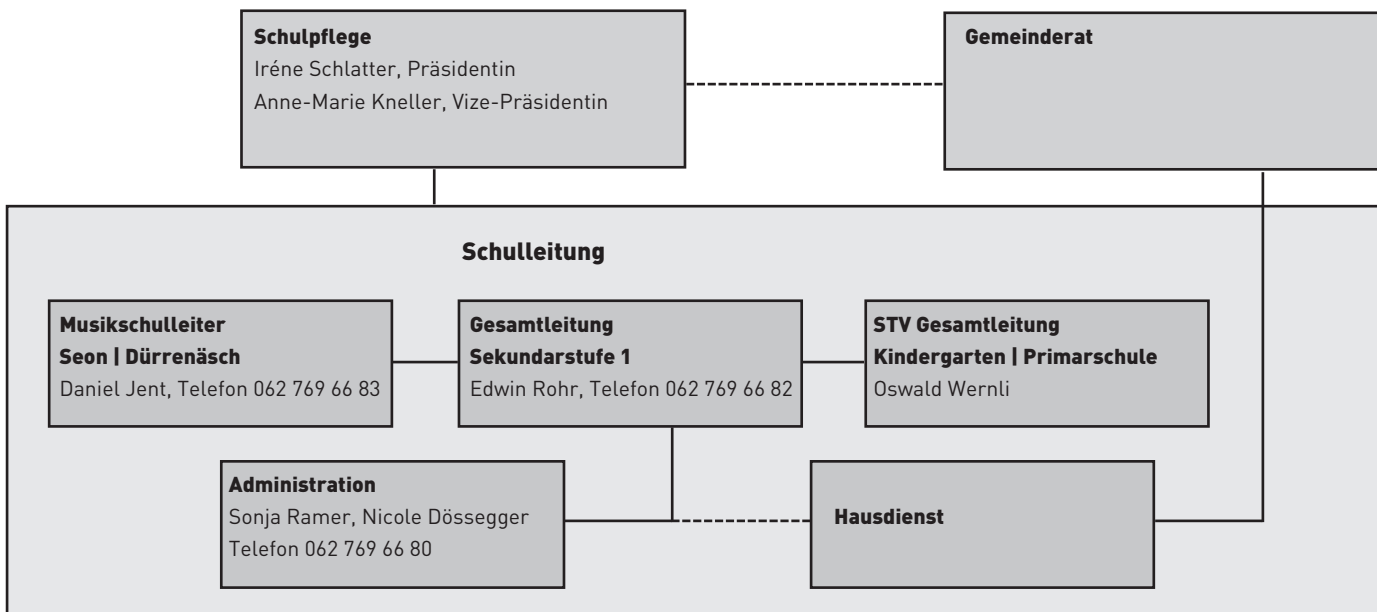 Schulpflege
Iréne Schlatter, Präsidentin
Anne-Marie Kneller, Vize-Präsidentin
Gemeinderat
Schulleitung
Musikschulleiter
Seon | Dürrenäsch
Daniel Jent, Telefon 062 769 66 83
Gesamtleitung
Sekundarstufe 1
Edwin Rohr, Telefon 062 769 66 82
STV Gesamtleitung
Kindergarten | Primarschule
Oswald Wernli
Administration
Sonja Ramer, Nicole Dössegger
Telefon 062 769 66 80
Hausdienst